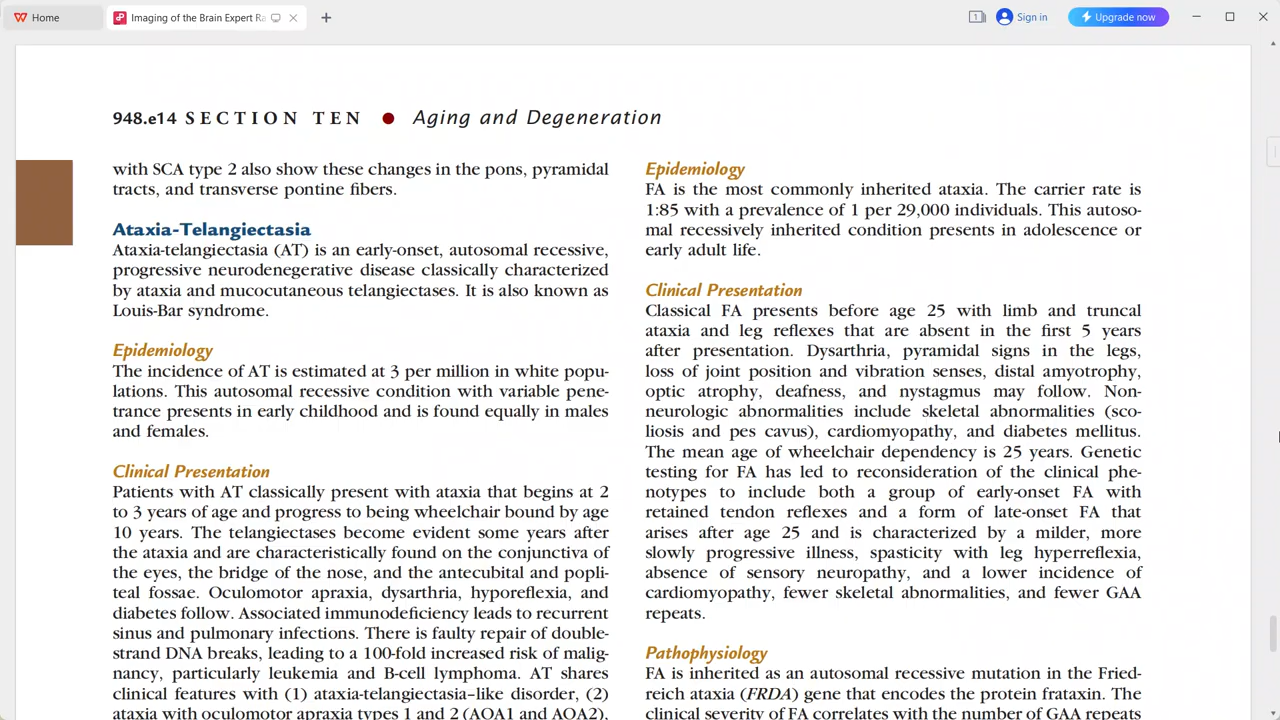 Home
Imaging of the Brain Expert Ra
Sign in
Upgrade now
948.e14 SECTION TEN ● Aging and Degeneration
with SCA type 2 also show these changes in the pons, pyramidal
tracts, and transverse pontine fibers.
Ataxia-Telangiectasia
Ataxia-telangiectasia (AT) is an early-onset, autosomal recessive,
progressive neurodenegerative disease classically characterized
by ataxia and mucocutaneous telangiectases. It is also known as
Louis-Bar syndrome.
Epidemiology
The incidence of AT is estimated at 3 per million in white popu-
lations. This autosomal recessive condition with variable pene-
trance presents in early childhood and is found equally in males
and females.
Clinical Presentation
Patients with AT classically present with ataxia that begins at 2
to 3 years of age and progress to being wheelchair bound by age
10 years. The telangiectases become evident some years after
the ataxia and are characteristically found on the conjunctiva of
the eyes, the bridge of the nose, and the antecubital and popli-
teal fossae. Oculomotor apraxia, dysarthria, hyporeflexia, and
diabetes follow. Associated immunodeficiency leads to recurrent
sinus and pulmonary infections. There is faulty repair of double-
strand DNA breaks, leading to a 100-fold increased risk of malig-
nancy, particularly leukemia and B-cell lymphoma. AT shares
clinical features with (1) ataxia-telangiectasia–like disorder, (2)
ataxia with oculomotor apraxia types 1 and 2 (AOA1 and AOA2),
Epidemiology
FA is the most commonly inherited ataxia. The carrier rate is
1:85 with a prevalence of 1 per 29,000 individuals. This autoso-
mal recessively inherited condition presents in adolescence or
early adult life.
Clinical Presentation
Classical FA presents before age 25 with limb and truncal
ataxia and leg reflexes that are absent in the first 5 years
after presentation. Dysarthria, pyramidal signs in the legs,
loss of joint position and vibration senses, distal amyotrophy,
optic atrophy, deafness, and nystagmus may follow. Non-
neurologic abnormalities include skeletal abnormalities (sco-
liosis and pes cavus), cardiomyopathy, and diabetes mellitus.
The mean age of wheelchair dependency is 25 years. Genetic
testing for FA has led to reconsideration of the clinical phe-
notypes to include both a group of early-onset FA with
retained tendon reflexes and a form of late-onset FA that
arises after age 25 and is characterized by a milder, more
slowly progressive illness, spasticity with leg hyperreflexia,
absence of sensory neuropathy, and a lower incidence of
cardiomyopathy, fewer skeletal abnormalities, and fewer GAA
repeats.
Pathophysiology
FA is inherited as an autosomal recessive mutation in the Fried-
reich ataxia (FRDA) gene that encodes the protein frataxin. The
clinical severity of FA correlates with the number of GAA repeats